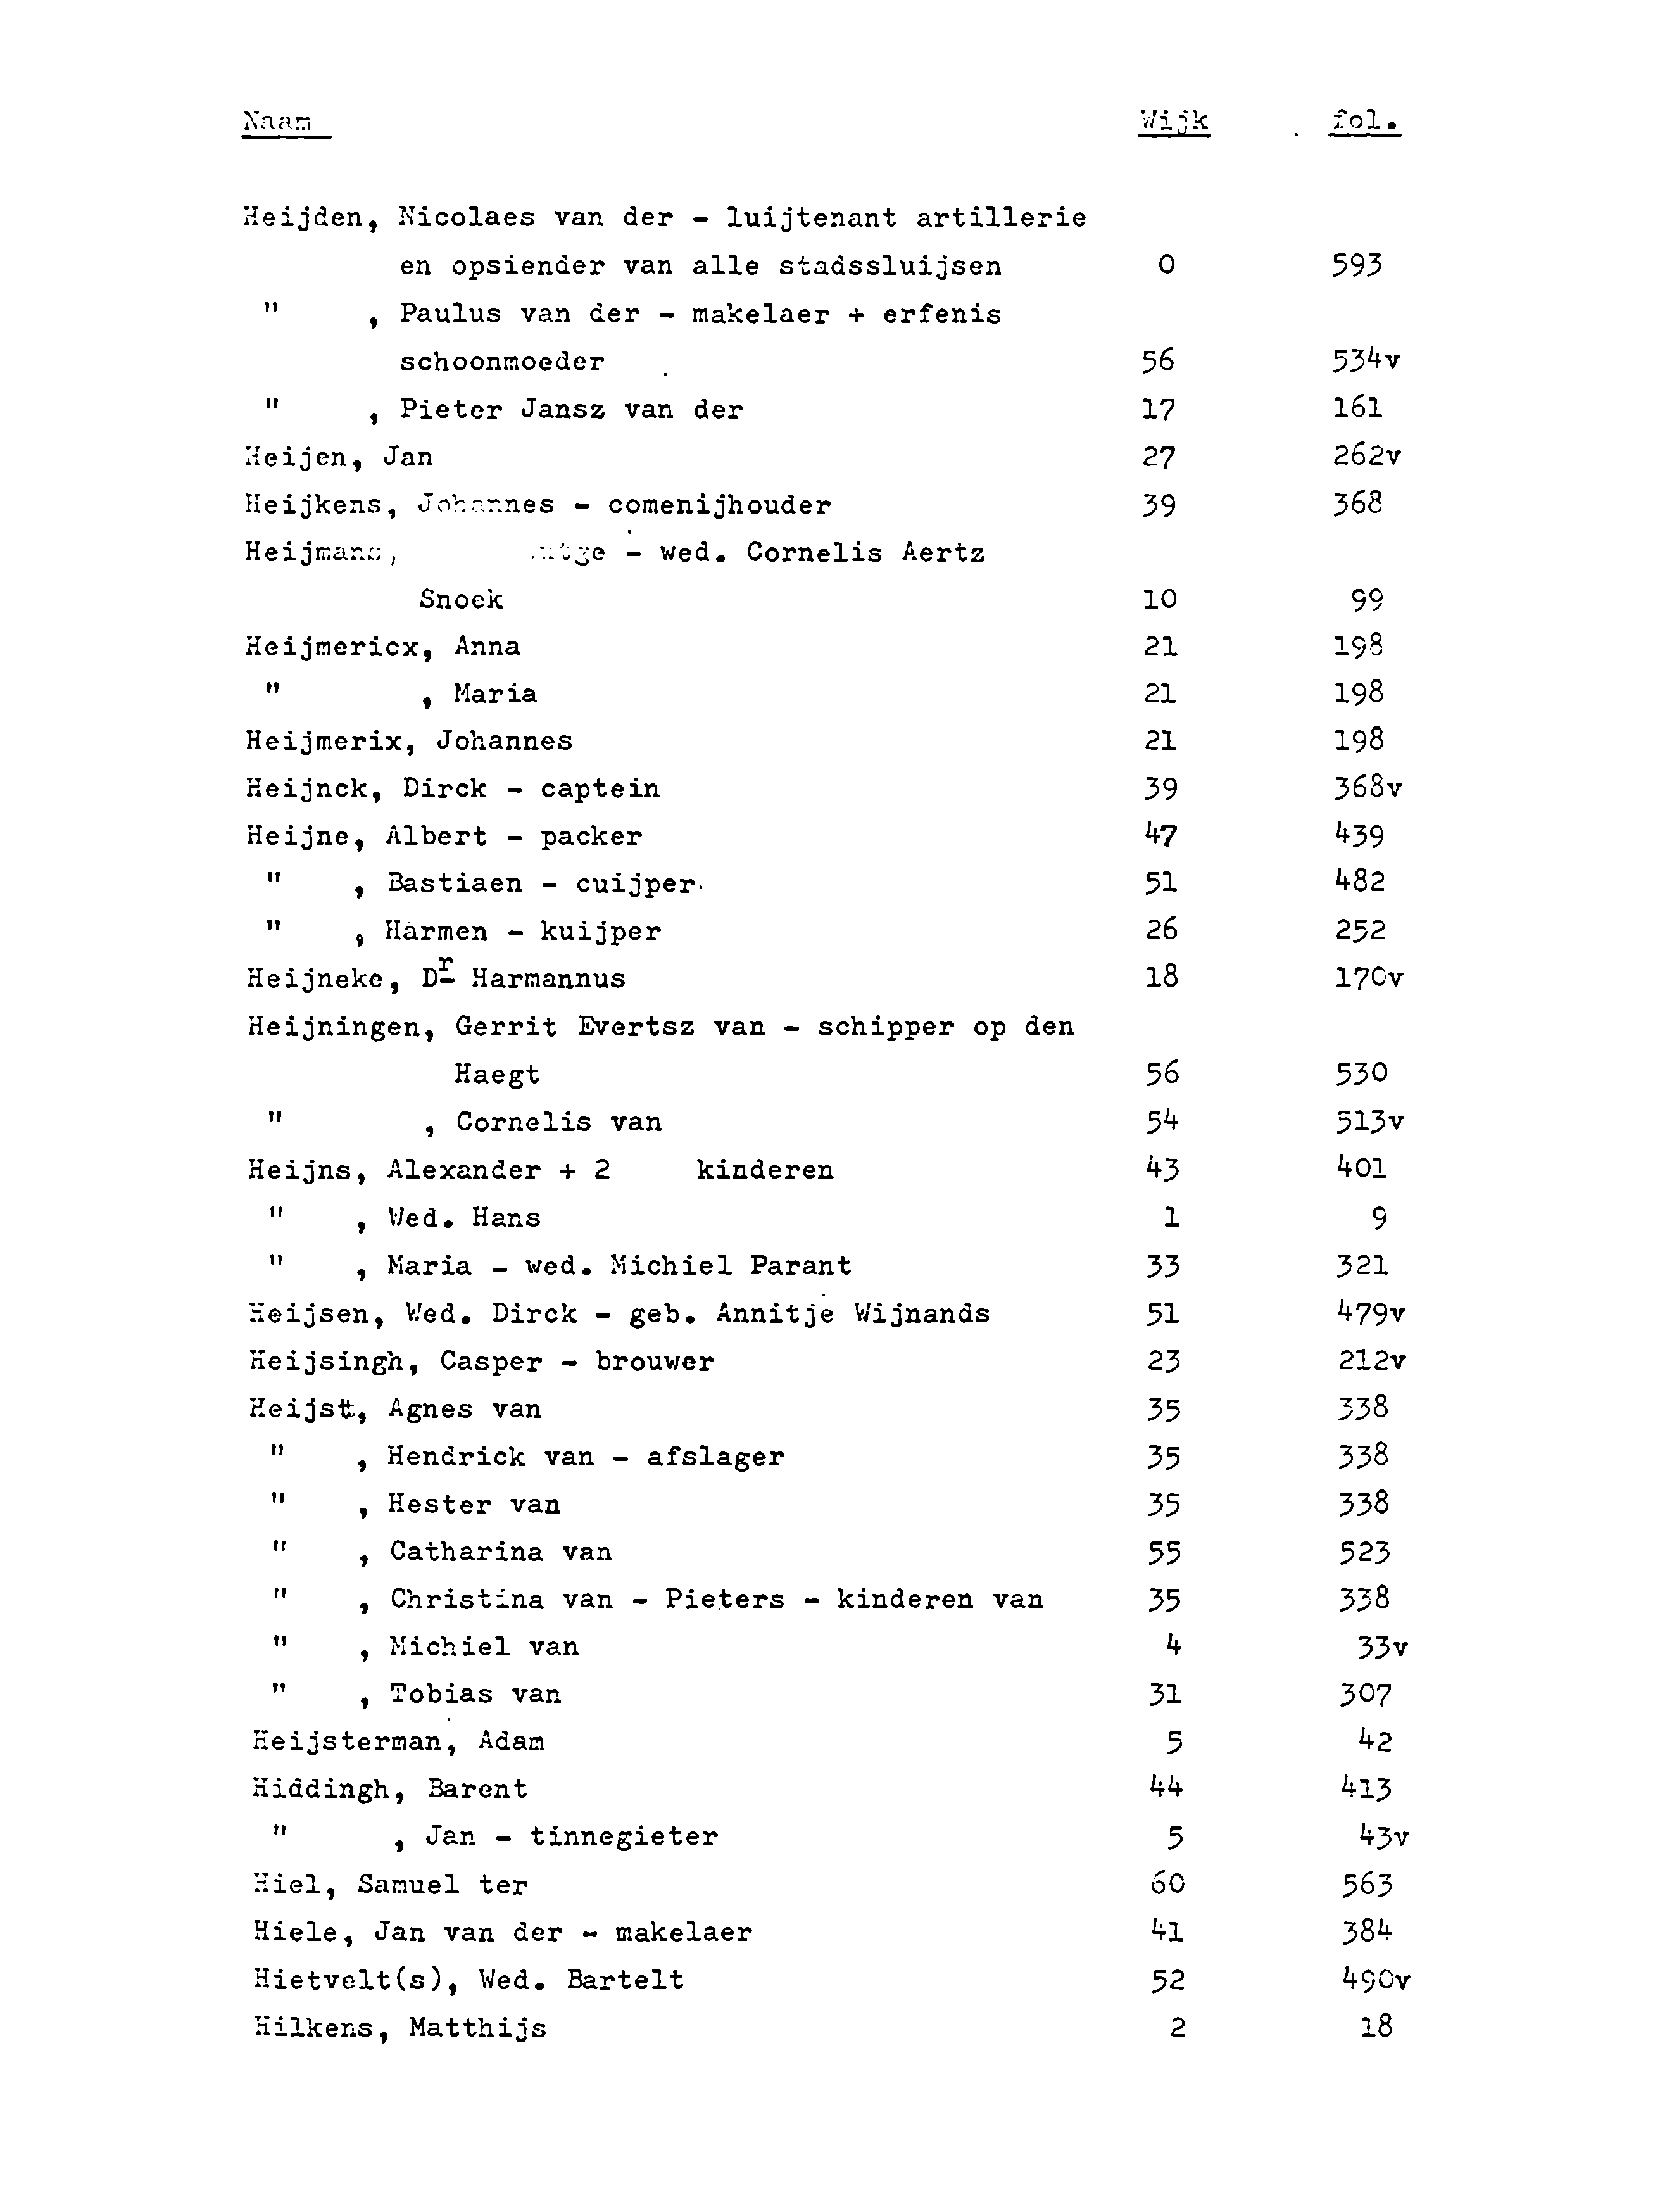 Naam Wijk fol.
Heijden, Nicolaes van der - luijtenant artillerie
en opsiender van alle stadssluijsen 0 593
" , Paulus van der - makelaer + erfenis
schoonmoeder 56 534v
" , Pieter Jansz van der 17 161
Heijen, Jan 27 262v
Heijkens, Johannes - comenijhouder 39 368
Heijmans, - wed. Cornelis Aertz
Snoek 10 99
Heijmericx, Anna 21 198
" , Maria 21 198
Heijmerix, Johannes 21 198
Heijnck, Dirck - captein 39 368v
Heijne, Albert - packer 47 439
" , Bastiaen - cuijper 51 482
" , Harmen - kuijper 26 252
Heijneke, Dr Harmannus 18 170v
Heijningen, Gerrit Evertsz van - schipper op den
Haegt 56 530
" , Cornelis van 54 513v
Heijns, Alexander + 2 kinderen 43 401
" , Wed. Hans 1 9
" , Maria - wed. Michiel Parant 33 321
Heijsen, Wed. Dirck - geb. Annitje Wijnands 51 479v
Heijsingh, Casper - brouwer 23 212v
Heijst, Agnes van 35 338
" , Hendrick van - afslager 35 338
" , Hester van 35 338
" , Catharina van 55 523
" , Christina van - Pieters - kinderen van 35 338
" , Michiel van 4 33v
" , Tobias van 31 307
Heijsterman, Adam 5 42
Hiddingh, Barent 44 413
" , Jan - tinnegieter 5 43v
Hiel, Samuel ter 60 563
Hiele, Jan van der - makelaer 41 384
Hietvelt(s), Wed. Bartelt 52 490v
Hilkens, Matthijs 2 18